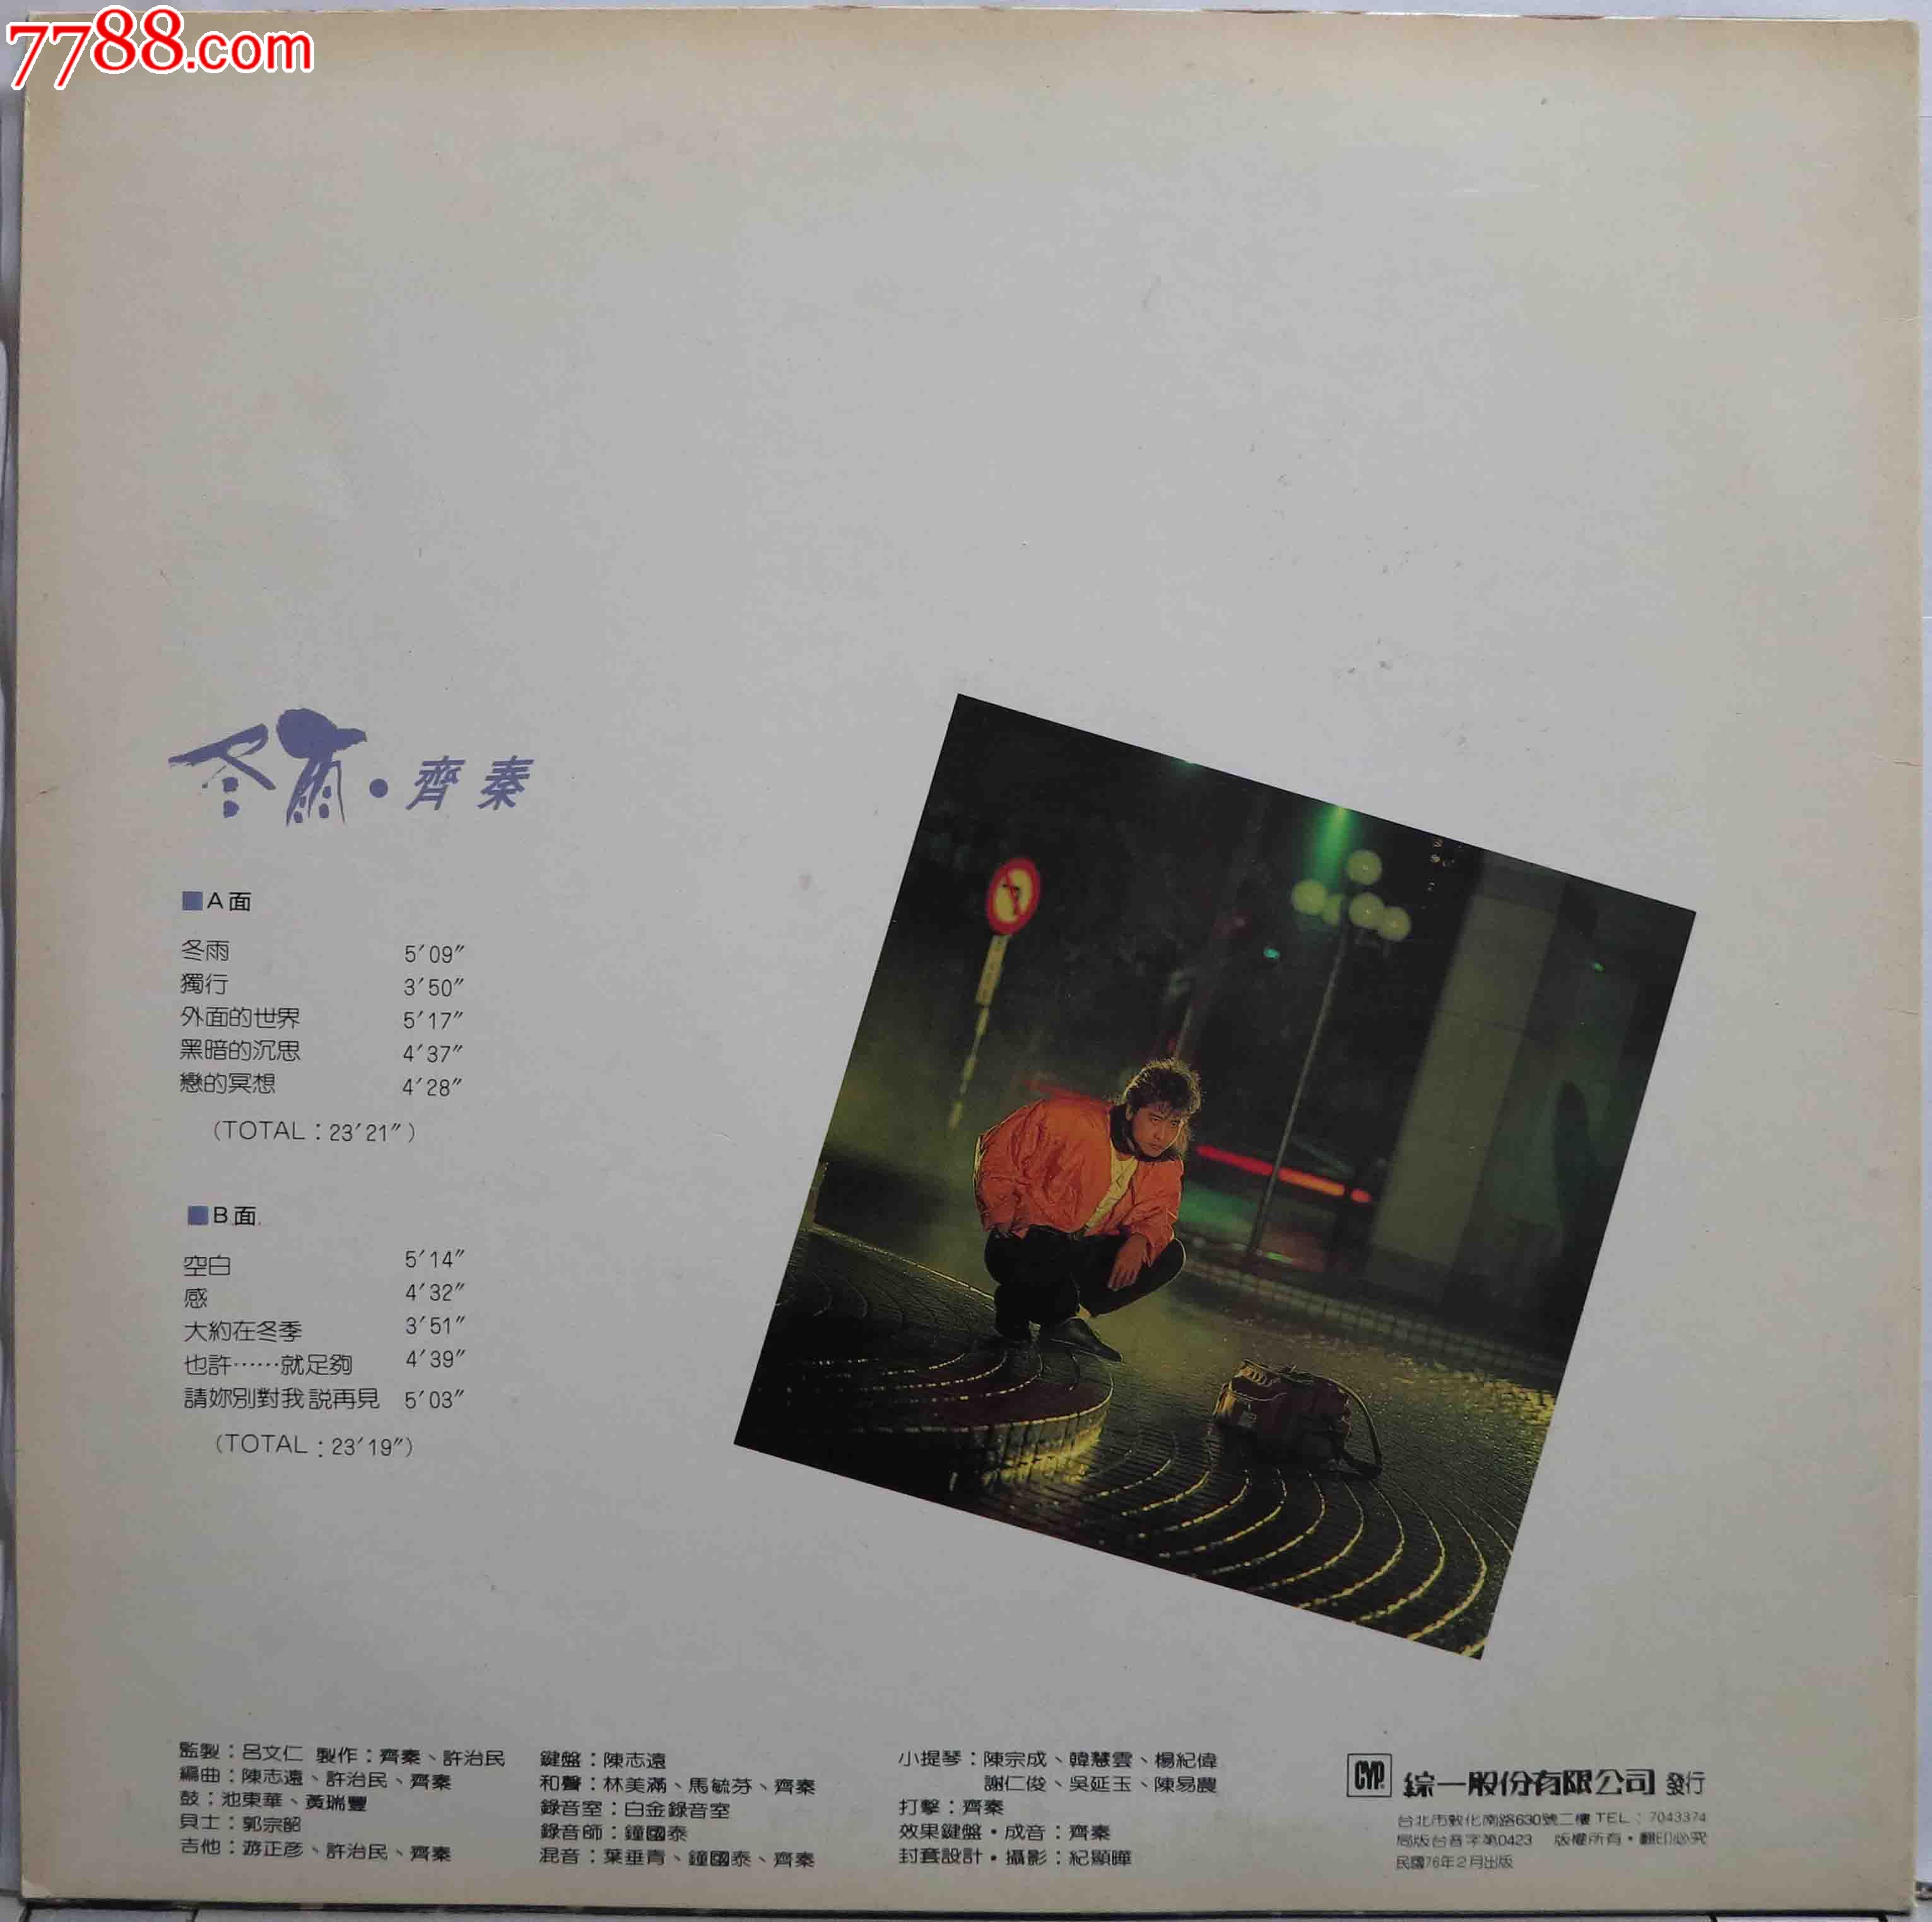 7788.com
冬雨・齊秦
■A面
冬雨 5′09″
獨行 3′50″
外面的世界 5′17″
黑暗的沉思 4′37″
戀的冥想 4′28″
(TOTAL：23′21″)
■B面
空白 5′14″
感 4′32″
大約在冬季 3′51″
也許⋯⋯就足夠 4′39″
請妳別對我説再見 5′03″
(TOTAL：23′19″)
監製：呂文仁 製作：齊秦、許治民
編曲：陳志遠、許治民、齊秦
鼓：池東華、黃瑞豐
貝士：郭宗韶
吉他：游正彦、許治民、齊秦
鍵盤：陳志遠
和聲：林美滿、馬毓芬、齊秦
錄音室：白金錄音室
錄音師：鐘國泰
混音：葉垂青、鐘國泰、齊秦
小提琴：陳宗成、韓慧雲、楊紀偉
謝仁俊、吳延玉、陳易農
打擊：齊秦
效果鍵盤・成音：齊秦
封套設計・攝影：紀顯曄
CYP. 綜一股份有限公司 發行
台北市敦化南路630號二樓 TEL：7043374
局版台音字第0423 版權所有・翻印必究
民國76年2月出版